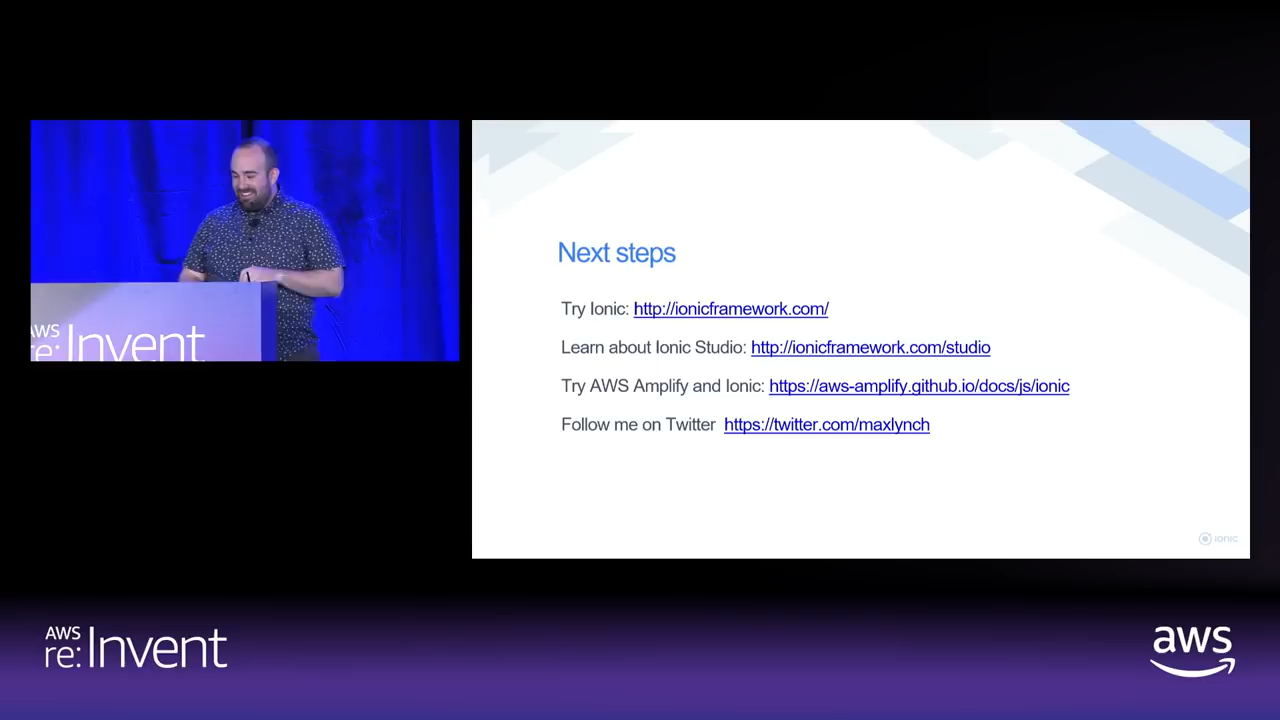 AWS
re:Invent
Next steps
Try Ionic: http://ionicframework.com/
Learn about Ionic Studio: http://ionicframework.com/studio
Try AWS Amplify and Ionic: https://aws-amplify.github.io/docs/js/ionic
Follow me on Twitter https://twitter.com/maxlynch
ionic
AWS
re:Invent
aws